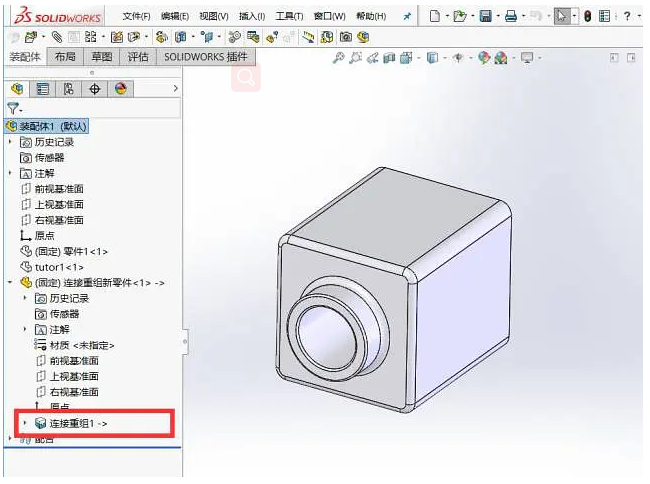 SOLIDWORKS 文件(F) 编辑(E) 视图(V) 插入(I) 工具(T) 窗口(W) 帮助(H)
装配体 布局 草图 评估 SOLIDWORKS 插件
装配体1 (默认)
历史记录
传感器
注解
前视基准面
上视基准面
右视基准面
原点
(固定) 零件1<1>
tutor1<1>
(固定) 连接重组新零件<1> ->
历史记录
传感器
注解
材质 <未指定>
前视基准面
上视基准面
右视基准面
原点
连接重组1 ->
配合